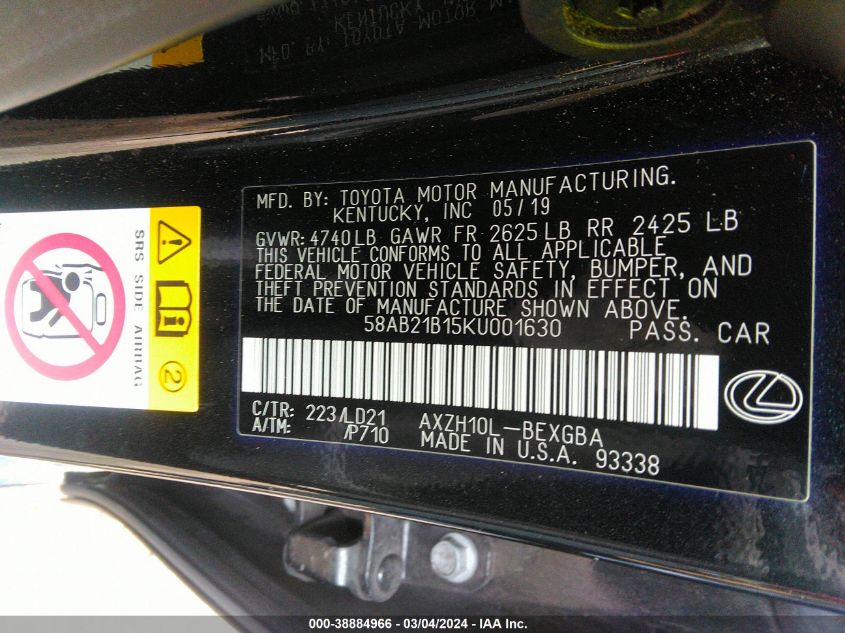 MFD. BY: TOYOTA MOTOR MANUFACTURING.
KENTUCKY, INC 05/19
GVWR: 4740LB GAWR FR 2625LB RR 2425 LB
THIS VEHICLE CONFORMS TO ALL APPLICABLE
FEDERAL MOTOR VEHICLE SAFETY, BUMPER, AND
THEFT PREVENTION STANDARDS IN EFFECT ON
THE DATE OF MANUFACTURE SHOWN ABOVE.
58AB21B15KU001630 PASS. CAR
C/TR: 223/LD21 AXZH10L-BEXGBA
A/TM: /P710 MADE IN U.S.A. 93338
SRS SIDE AIRBAG
2
000-38884966 - 03/04/2024 - IAA Inc.